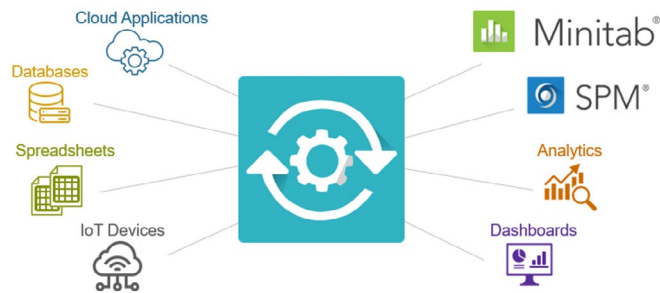 Cloud Applications
Databases
Spreadsheets
IoT Devices
Minitab®
SPM®
Analytics
Dashboards